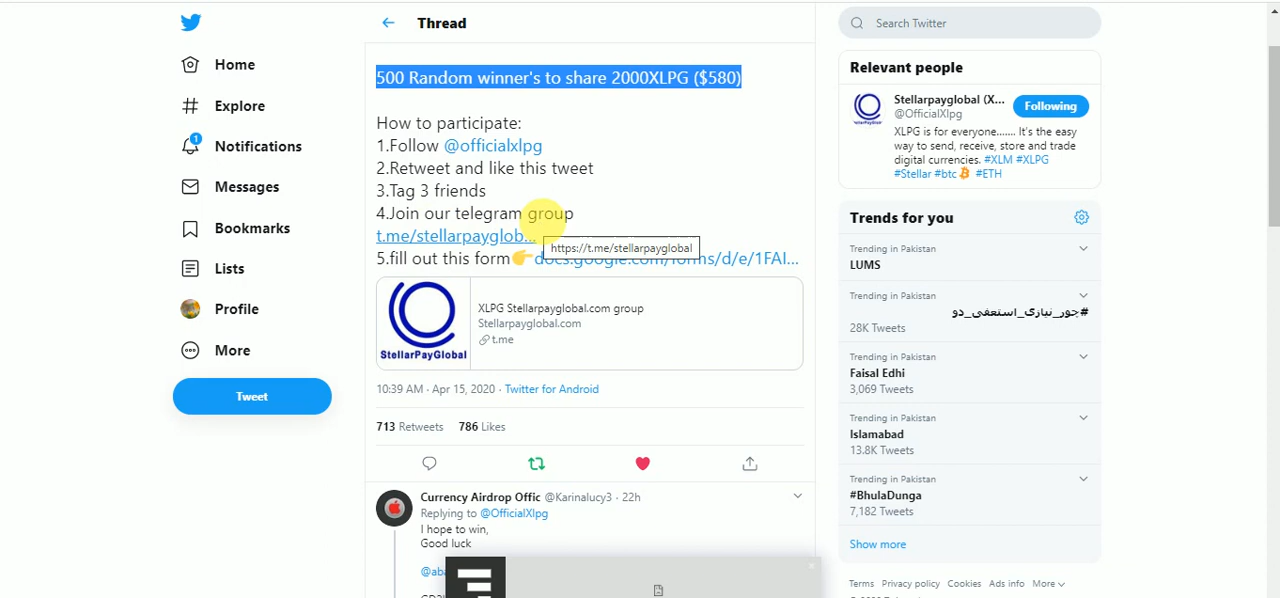 Thread
Search Twitter
Home
Explore
1
Notifications
Messages
Bookmarks
Lists
Profile
More
Tweet
500 Random winner's to share 2000XLPG ($580)
How to participate:
1.Follow @officialxlpg
2.Retweet and like this tweet
3.Tag 3 friends
4.Join our telegram group
t.me/stellarpayglob...
https://t.me/stellarpayglobal
5.fill out this form👉docs.google.com/forms/d/e/1FAI...
StellarPayGlobal
XLPG Stellarpayglobal.com group
Stellarpayglobal.com
t.me
10:39 AM · Apr 15, 2020 · Twitter for Android
713 Retweets 786 Likes
Currency Airdrop Offic @Karinalucy3 · 22h
Replying to @OfficialXlpg
I hope to win,
Good luck
Relevant people
Stellarpayglobal (X...
@OfficialXlpg
Following
XLPG is for everyone....... It's the easy
way to send, receive, store and trade
digital currencies. #XLM #XLPG
#Stellar #btc #ETH
Trends for you
Trending in Pakistan
LUMS
Trending in Pakistan
#چور_نیازی_استعفی_دو
28K Tweets
Trending in Pakistan
Faisal Edhi
3,069 Tweets
Trending in Pakistan
Islamabad
13.8K Tweets
Trending in Pakistan
#BhulaDunga
7,182 Tweets
Show more
Terms Privacy policy Cookies Ads info More